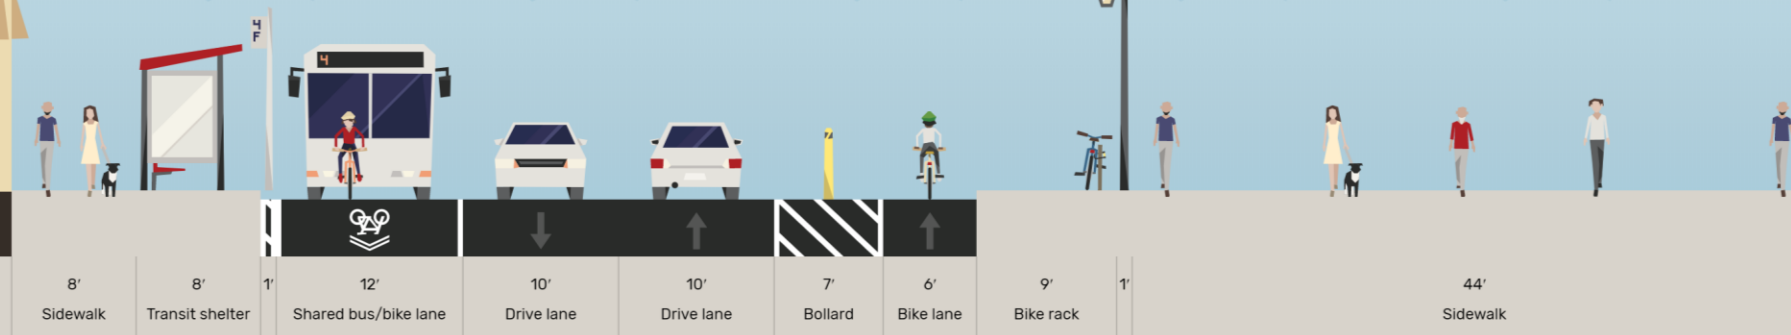 4
F
4
8′
Sidewalk
8′
Transit shelter
1′
12′
Shared bus/bike lane
10′
Drive lane
10′
Drive lane
7′
Bollard
6′
Bike lane
9′
Bike rack
1′
44′
Sidewalk